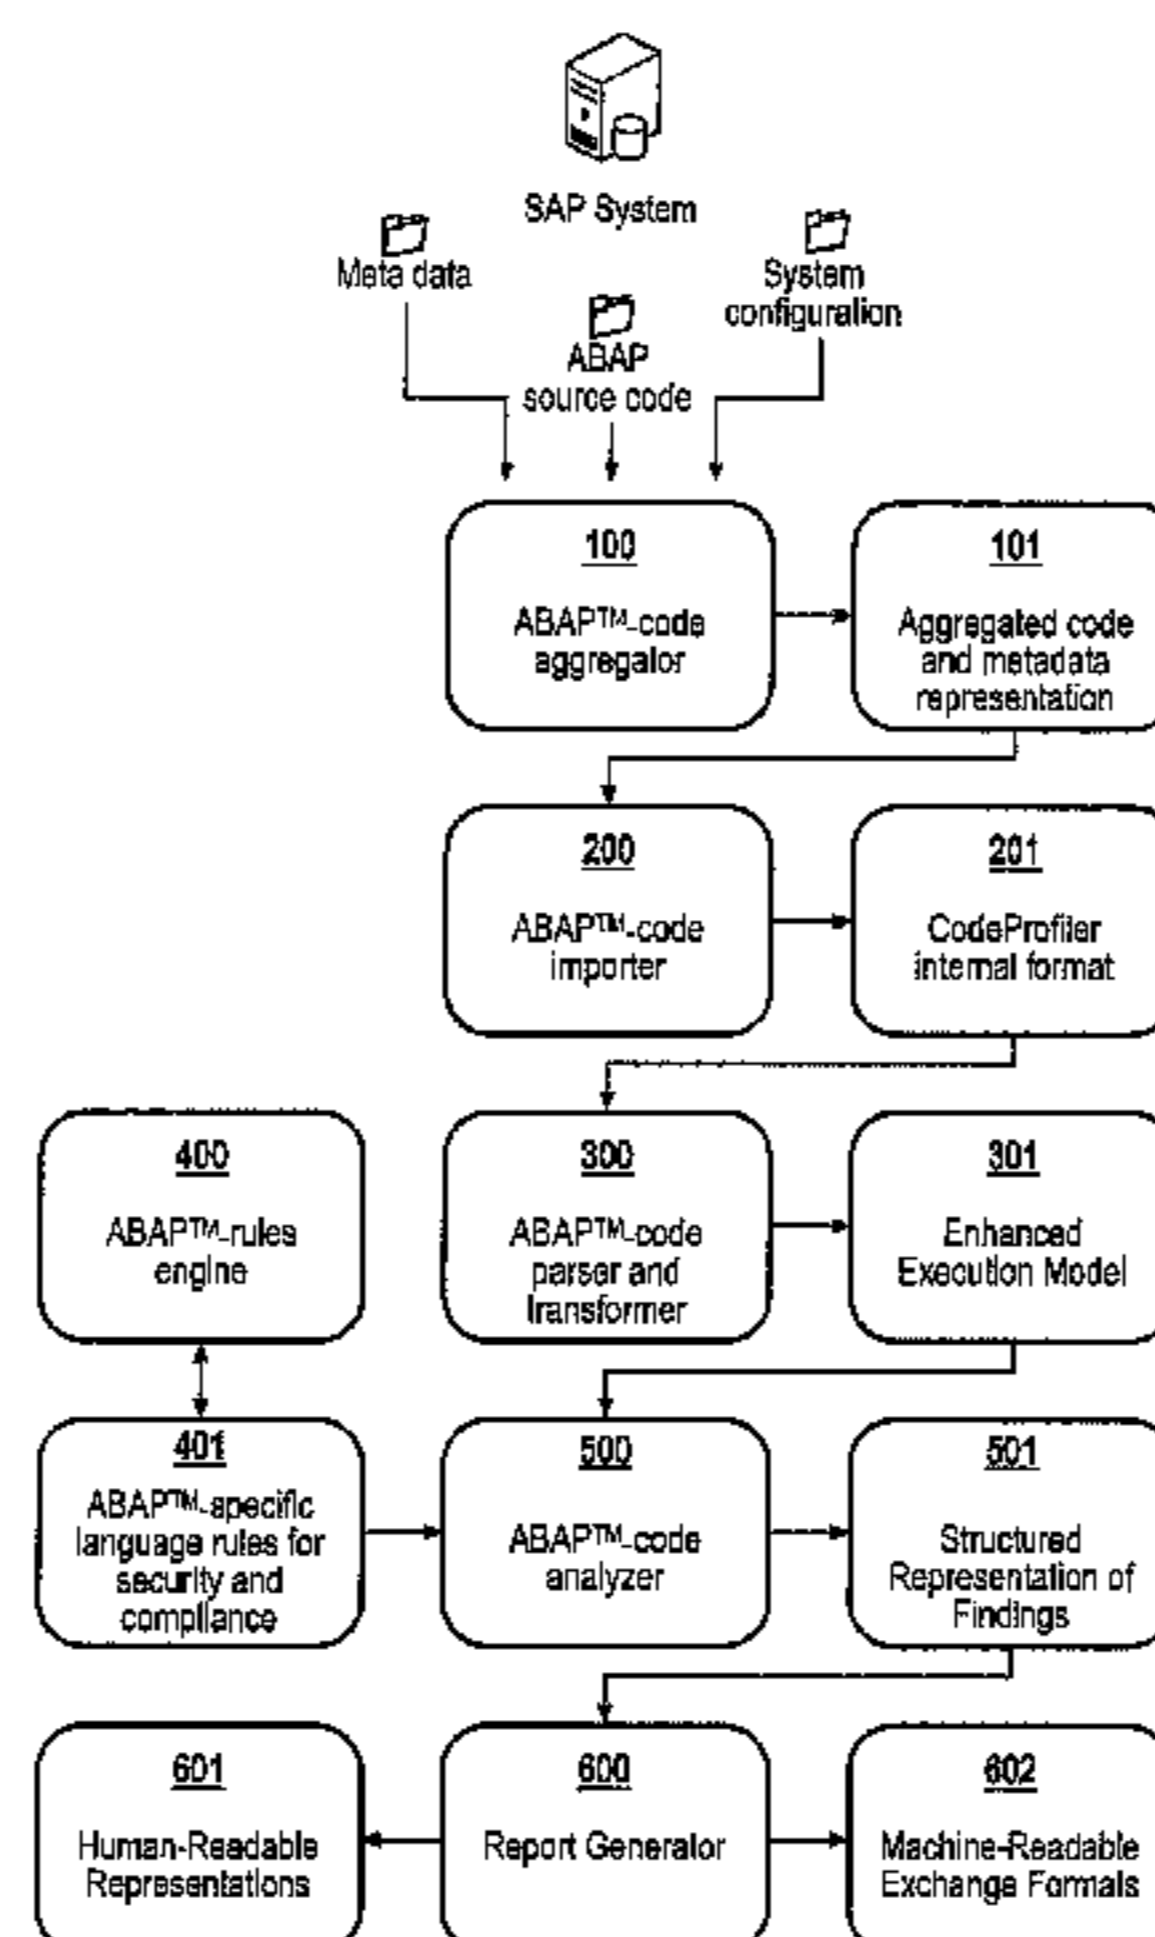 SAP System
Meta data
System
configuration
ABAP
source code
100
ABAP™-code
aggregator
101
Aggregated code
and metadata
representation
200
ABAP™-code
importer
201
CodeProfiler
internal format
400
ABAP™-rules
engine
300
ABAP™-code
parser and
transformer
301
Enhanced
Execution Model
401
ABAP™-specific
language rules for
security and
compliance
500
ABAP™-code
analyzer
501
Structured
Representation of
Findings
601
Human-Readable
Representations
600
Report Generator
602
Machine-Readable
Exchange Formats